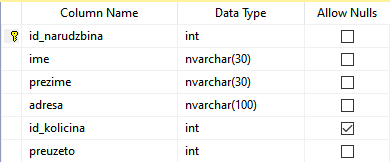 Column Name Data Type Allow Nulls
id_narudzbina int
ime nvarchar(30)
prezime nvarchar(30)
adresa nvarchar(100)
id_kolicina int
preuzeto int